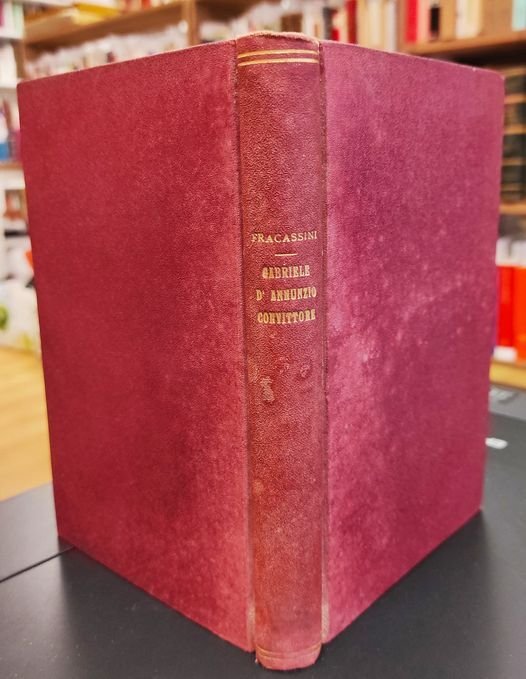 FRACASSINI
GABRIELE
D'ANNUNZIO
CONVITTORE